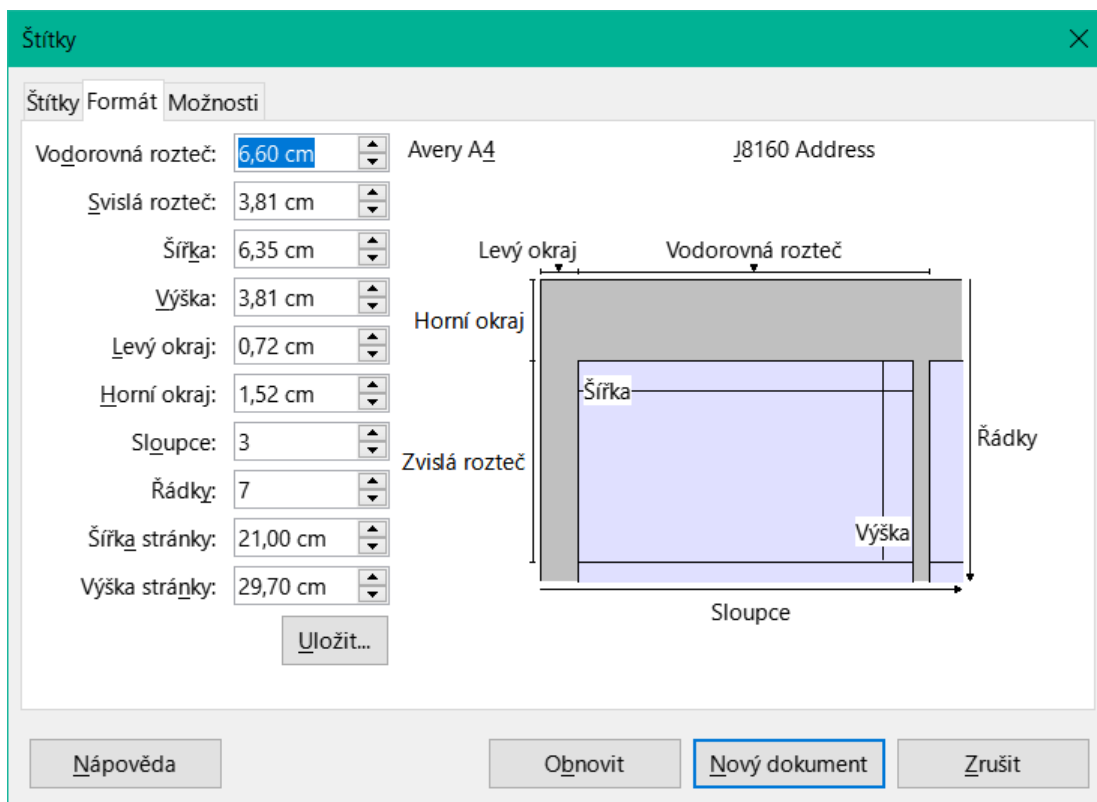 Štítky
Štítky Formát Možnosti
Vodorovná rozteč: 6,60 cm
Avery A4
J8160 Address
Svislá rozteč: 3,81 cm
Šířka: 6,35 cm
Levý okraj
Vodorovná rozteč
Výška: 3,81 cm
Horní okraj
Levý okraj: 0,72 cm
Horní okraj: 1,52 cm
Šířka
Sloupce: 3
Řádky
Zvislá rozteč
Řádky: 7
Šířka stránky: 21,00 cm
Výška
Výška stránky: 29,70 cm
Sloupce
Uložit...
Nápověda
Obnovit
Nový dokument
Zrušit